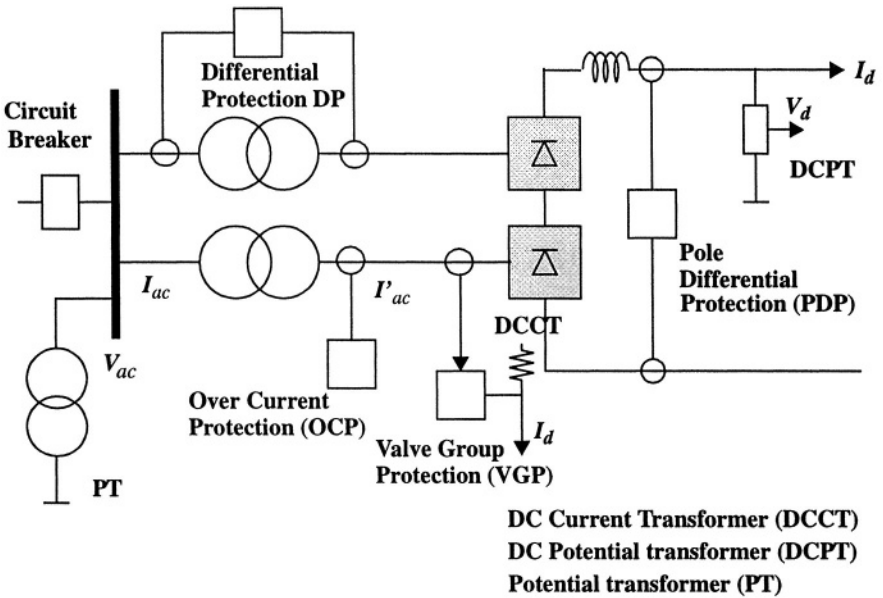 Differential
Protection DP
Circuit
Breaker
I_d
V_d
DCPT
I_ac
I'_ac
Pole
Differential
Protection (PDP)
DCCT
V_ac
Over Current
Protection (OCP)
I_d
Valve Group
Protection (VGP)
PT
DC Current Transformer (DCCT)
DC Potential transformer (DCPT)
Potential transformer (PT)